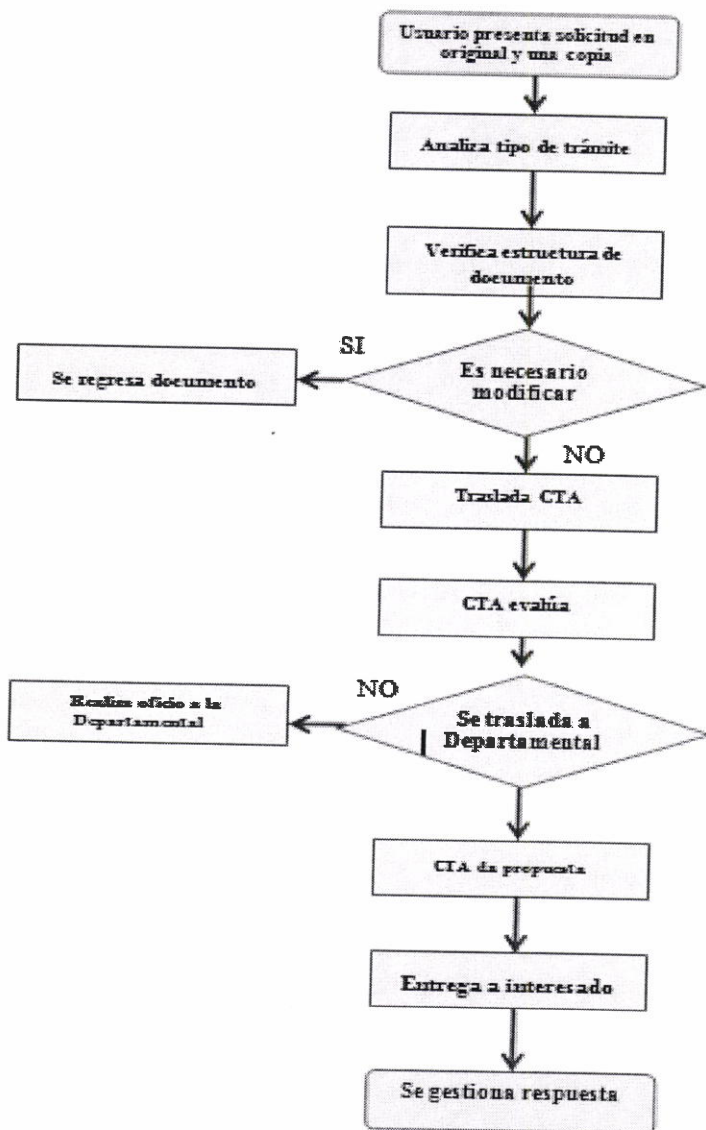 Usuario presenta solicitud en
original y una copia
Analiza tipo de trámite
Verifica estructura de
documento
SI
Es necesario
modificar
Se regresa documento
NO
Traslada CTA
CTA evalúa
NO
Realiza oficio a la
Departamental
Se traslada a
Departamental
CTA da propuesta
Entrega a interesado
Se gestiona respuesta